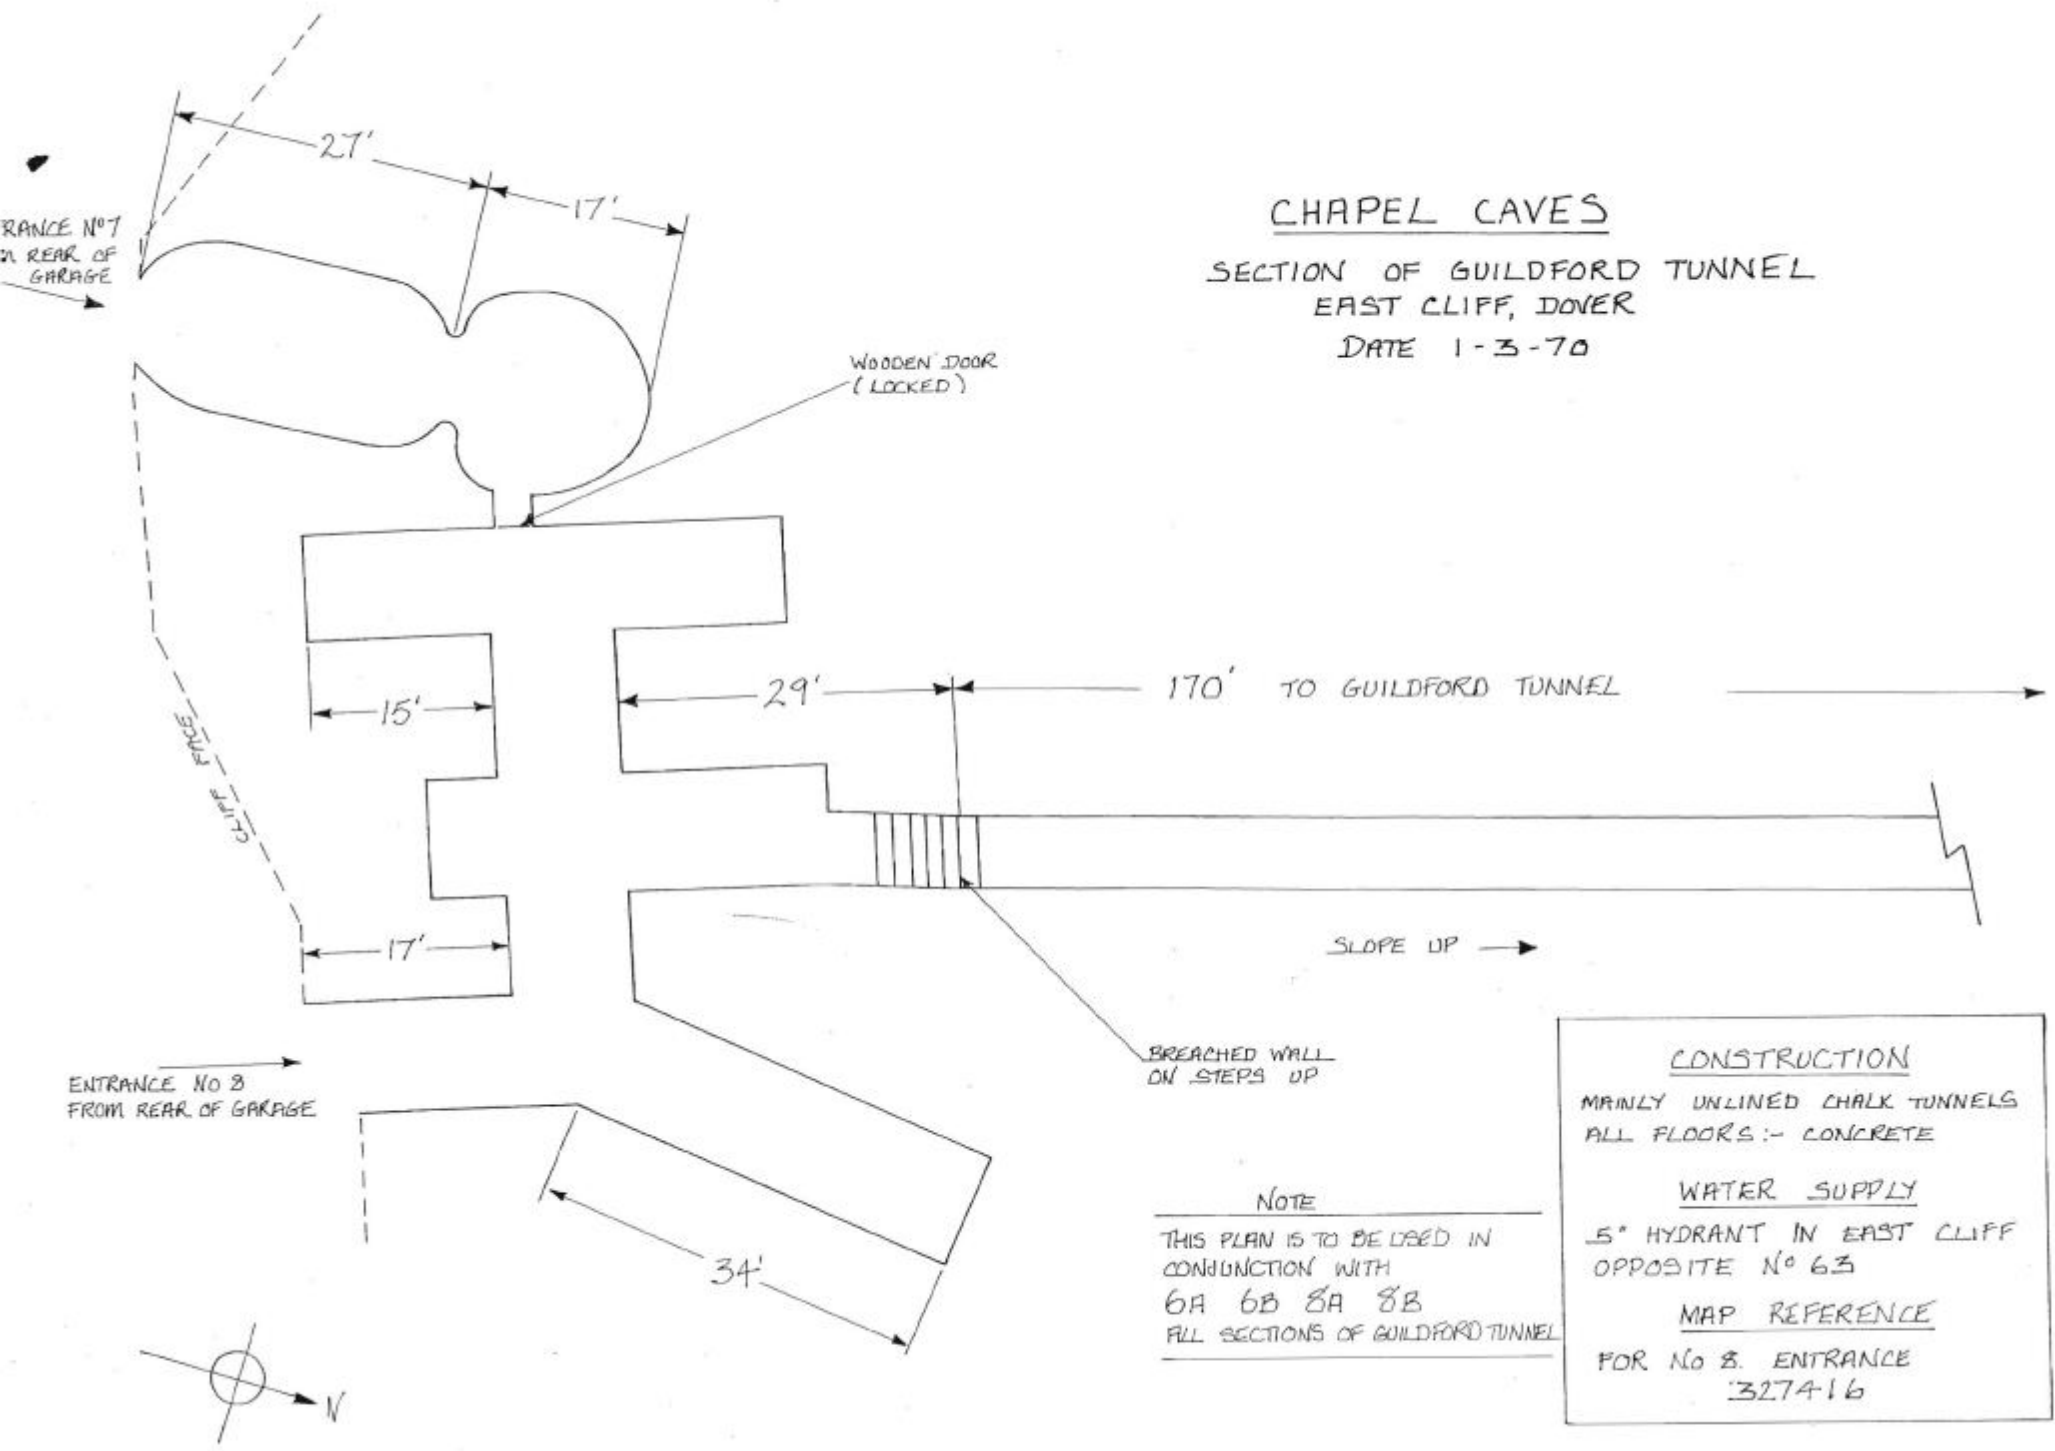 27'
17'
RANCE Nº7
M REAR OF
GARAGE
CHAPEL CAVES
SECTION OF GUILDFORD TUNNEL
EAST CLIFF, DOVER
DATE 1-3-70
WOODEN DOOR
(LOCKED)
15'
29'
170' TO GUILDFORD TUNNEL
CLIFF FACE
17'
SLOPE UP
ENTRANCE NO 8
FROM REAR OF GARAGE
BREACHED WALL
ON STEPS UP
34'
N
NOTE
THIS PLAN IS TO BE USED IN
CONJUNCTION WITH
6A 6B 8A 8B
ALL SECTIONS OF GUILDFORD TUNNEL
CONSTRUCTION
MAINLY UNLINED CHALK TUNNELS
ALL FLOORS:- CONCRETE
WATER SUPPLY
5" HYDRANT IN EAST CLIFF
OPPOSITE Nº 63
MAP REFERENCE
FOR NO 8. ENTRANCE
327416